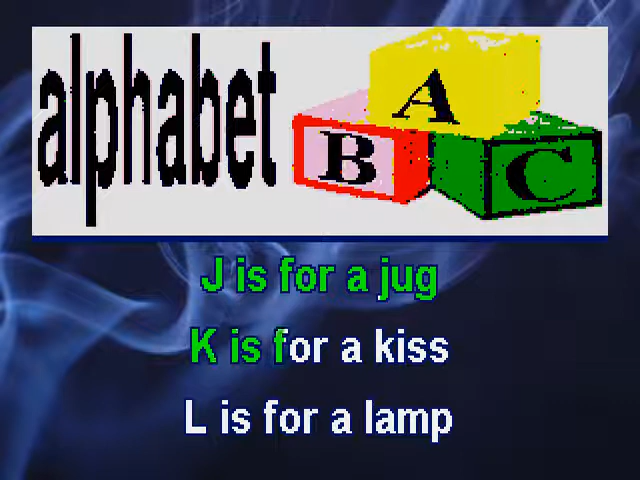 alphabet
A
B
C
J is for a jug
K is for a kiss
L is for a lamp